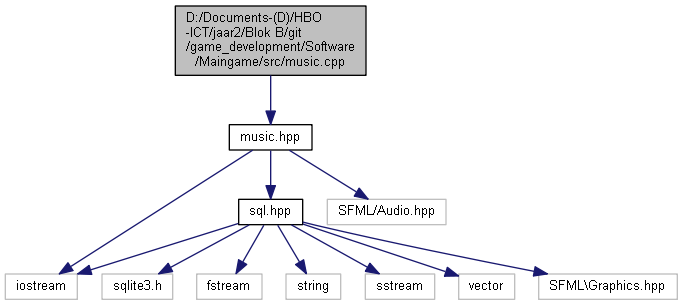 D:/Documents-(D)/HBO
-ICT/jaar2/Blok B/git
/game_development/Software
/Maingame/src/music.cpp
music.hpp
sql.hpp
SFML/Audio.hpp
iostream
sqlite3.h
fstream
string
sstream
vector
SFML\Graphics.hpp